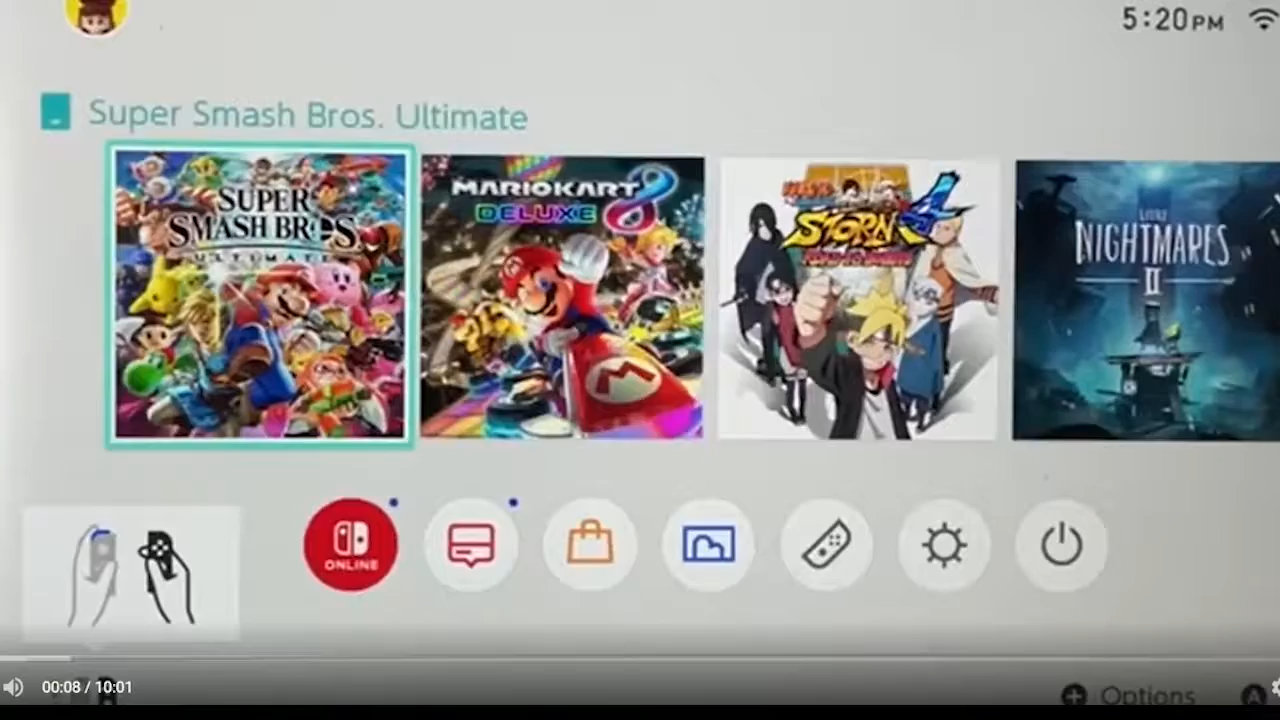 5:20PM
Super Smash Bros. Ultimate
SUPER
SMASH BROS
ULTIMATE
MARIOKART 8
DELUXE
STORM 4
LITTLE
NIGHTMARES
II
ONLINE
00:08 / 10:01
Options
A